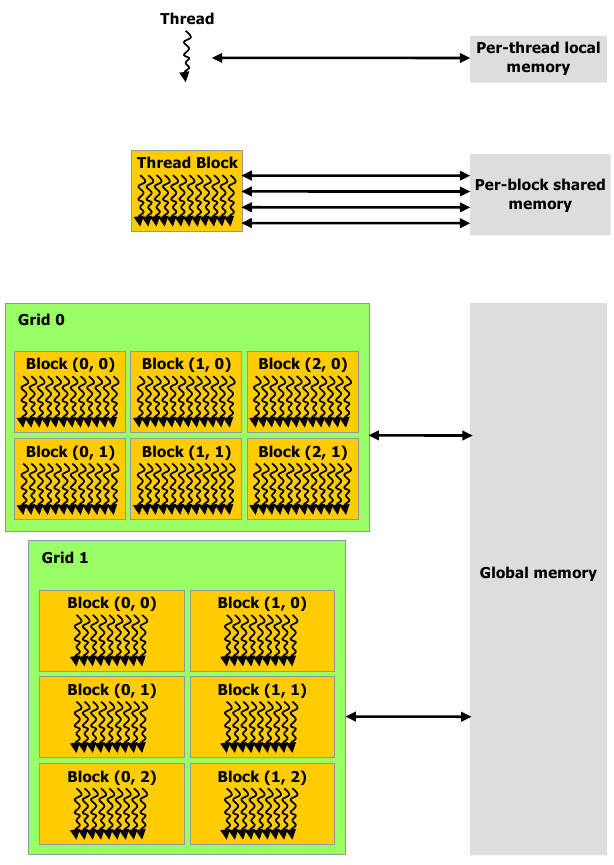 Thread
Per-thread local
memory
Thread Block
Per-block shared
memory
Grid 0
Block (0, 0) Block (1, 0) Block (2, 0)
Block (0, 1) Block (1, 1) Block (2, 1)
Grid 1
Block (0, 0) Block (1, 0)
Block (0, 1) Block (1, 1)
Block (0, 2) Block (1, 2)
Global memory